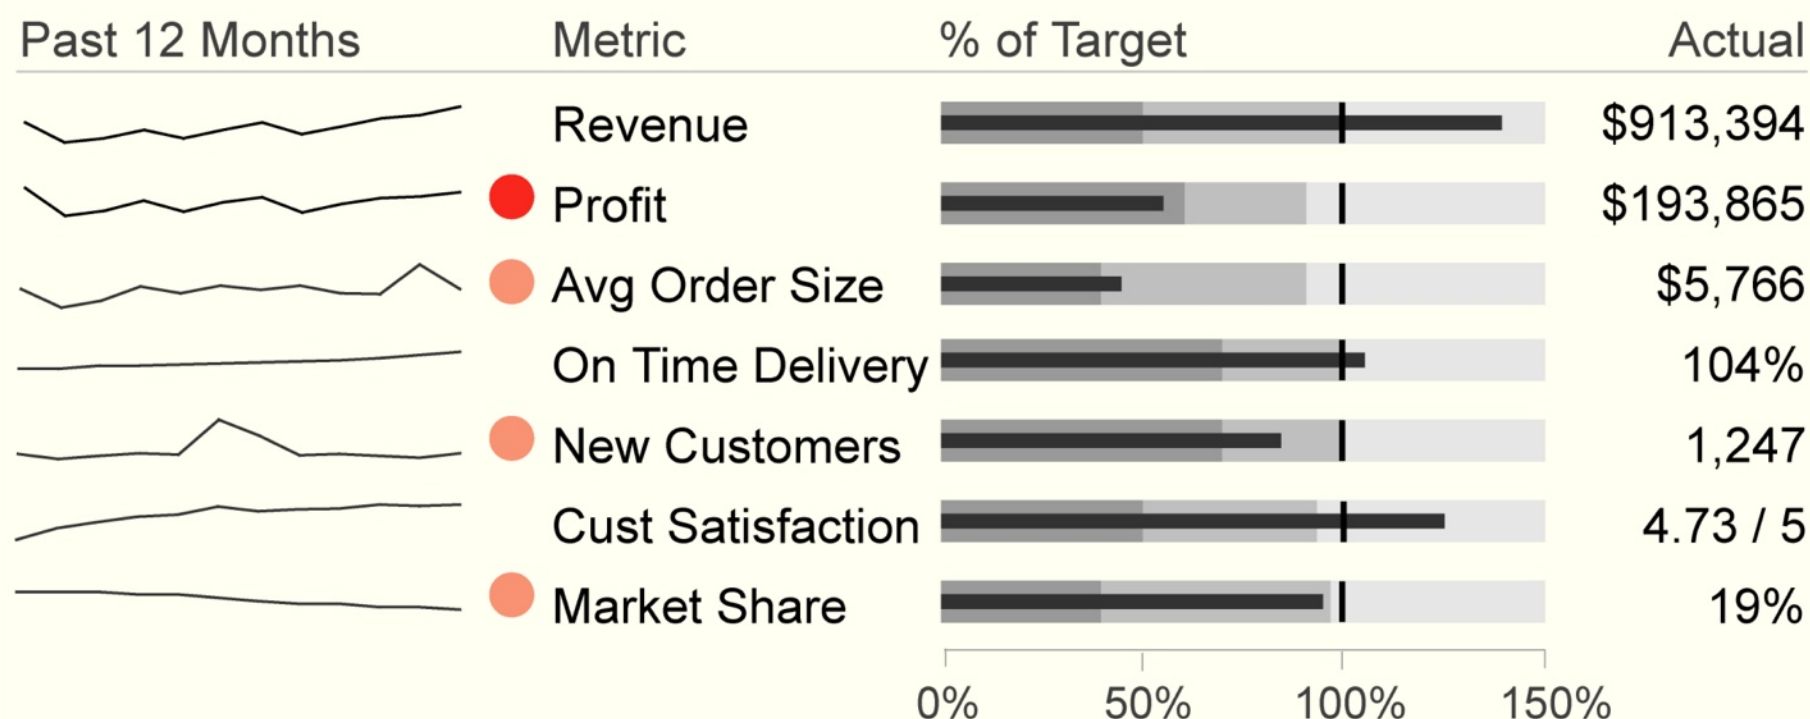 Past 12 Months Metric % of Target Actual
Revenue $913,394
Profit $193,865
Avg Order Size $5,766
On Time Delivery 104%
New Customers 1,247
Cust Satisfaction 4.73 / 5
Market Share 19%
0% 50% 100% 150%